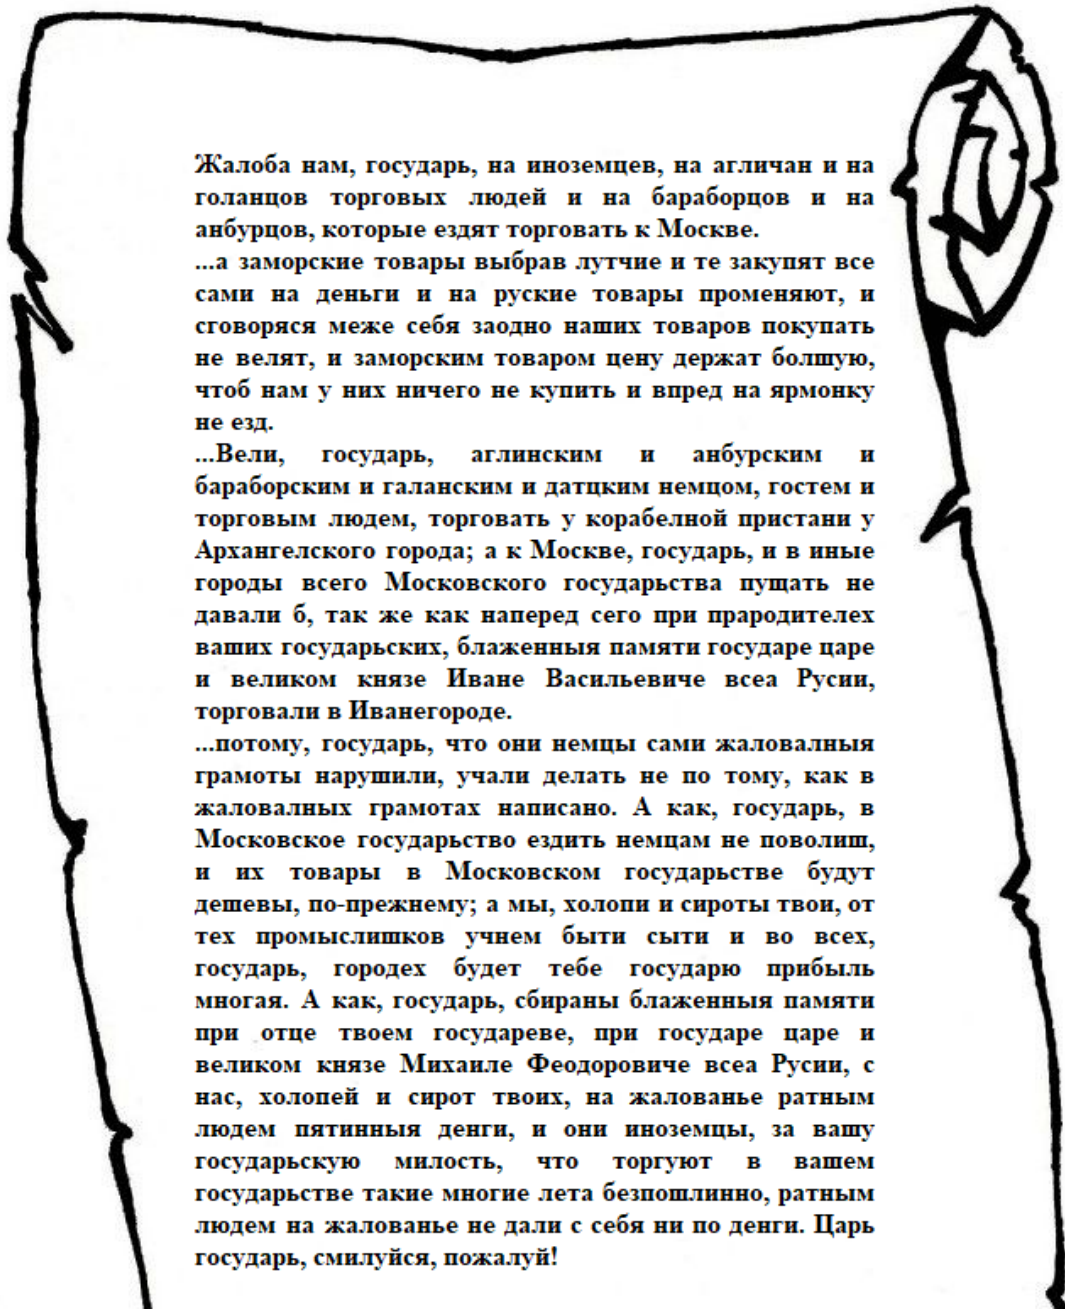 Жалоба нам, государь, на иноземцев, на агличан и на
голанцов торговых людей и на бараборцов и на
анбурцов, которые ездят торговать к Москве.
...а заморские товары выбрав лутчие и те закупят все
сами на деньги и на руские товары променяют, и
сговоряся меже себя заодно наших товаров покупать
не велят, и заморским товаром цену держат болшую,
чтоб нам у них ничего не купить и впред на ярмонку
не езд.
...Вели, государь, аглинским и анбурским и
бараборским и галанским и датцким немцом, гостем и
торговым людем, торговать у корабелной пристани у
Архангелского города; а к Москве, государь, и в иные
городы всего Московского государьства пущать не
давали б, так же как наперед сего при прародителех
ваших государьских, блаженныя памяти государе царе
и великом князе Иване Васильевиче всеа Русии,
торговали в Иванегороде.
...потому, государь, что они немцы сами жаловалныя
грамоты нарушили, учали делать не по тому, как в
жаловалных грамотах написано. А как, государь, в
Московское государьство ездить немцам не поволиш,
и их товары в Московском государьстве будут
дешевы, по-прежнему; а мы, холопи и сироты твои, от
тех промыслишков учнем быти сыти и во всех,
государь, городех будет тебе государю прибыль
многая. А как, государь, сбираны блаженныя памяти
при отце твоем государеве, при государе царе и
великом князе Михаиле Феодоровиче всеа Русии, с
нас, холопей и сирот твоих, на жалованье ратным
людем пятинныя денги, и они иноземцы, за вашу
государьскую милость, что торгуют в вашем
государьстве такие многие лета безпошлинно, ратным
людем на жалованье не дали с себя ни по денги. Царь
государь, смилуйся, пожалуй!